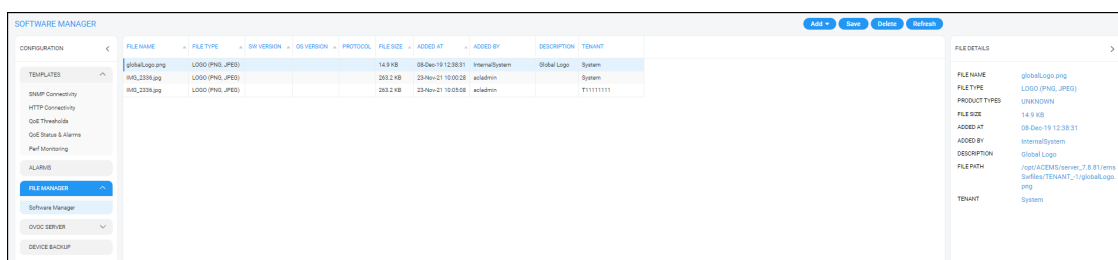 SOFTWARE MANAGER
Add Save Delete Refresh
CONFIGURATION
TEMPLATES
SNMP Connectivity
HTTP Connectivity
QoE Thresholds
QoE Status & Alarms
Perf Monitoring
ALARMS
FILE MANAGER
Software Manager
OVOC SERVER
DEVICE BACKUP
FILE NAME FILE TYPE SW VERSION OS VERSION PROTOCOL FILE SIZE ADDED AT ADDED BY DESCRIPTION TENANT
globalLogo.png LOGO (PNG, JPEG) 14.9 KB 08-Dec-19 12:38:31 InternalSystem Global Logo System
IMG_2336.jpg LOGO (PNG, JPEG) 263.2 KB 23-Nov-21 10:00:28 acladmin System
IMG_2336.jpg LOGO (PNG, JPEG) 263.2 KB 23-Nov-21 10:05:08 acladmin T11111111
FILE DETAILS
FILE NAME globalLogo.png
FILE TYPE LOGO (PNG, JPEG)
PRODUCT TYPES UNKNOWN
FILE SIZE 14.9 KB
ADDED AT 08-Dec-19 12:38:31
ADDED BY InternalSystem
DESCRIPTION Global Logo
FILE PATH /opt/ACEMS/server_7.8.81/ems
Swfiles/TENANT_-1/globalLogo.
png
TENANT System